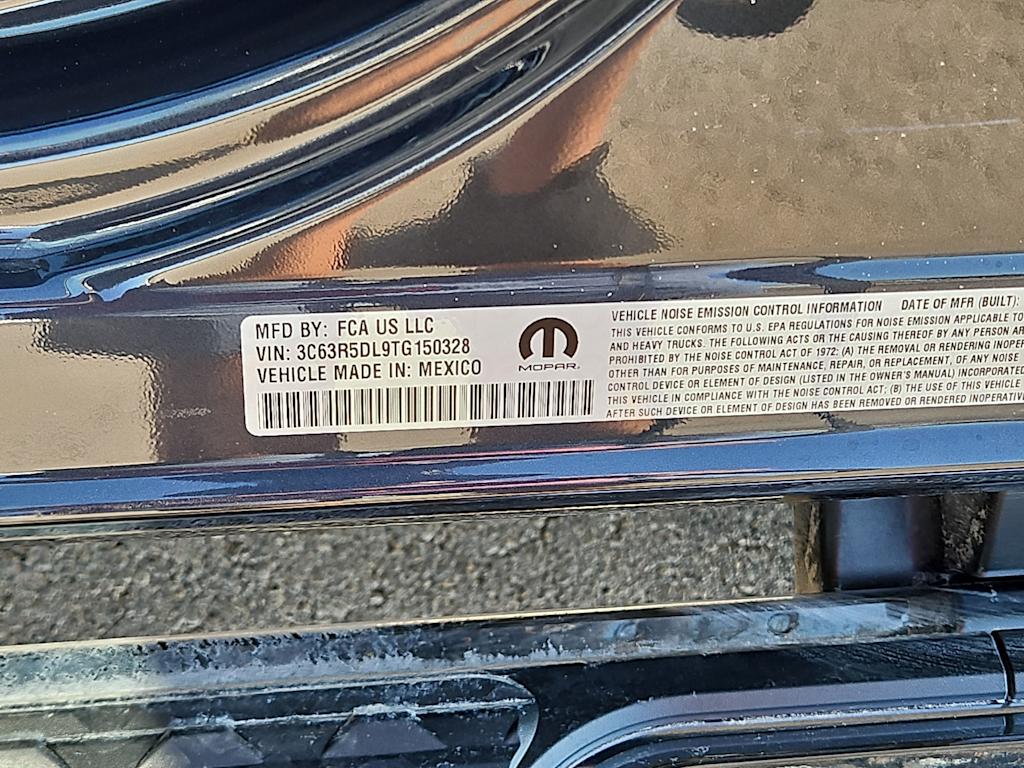 MFD BY: FCA US LLC
VIN: 3C63R5DL9TG150328
VEHICLE MADE IN: MEXICO
MOPAR
VEHICLE NOISE EMISSION CONTROL INFORMATION DATE OF MFR (BUILT):
THIS VEHICLE CONFORMS TO U.S. EPA REGULATIONS FOR NOISE EMISSION APPLICABLE TO
AND HEAVY TRUCKS. THE FOLLOWING ACTS OR THE CAUSING THEREOF BY ANY PERSON AR
PROHIBITED BY THE NOISE CONTROL ACT OF 1972: (A) THE REMOVAL OR RENDERING INOPE
OTHER THAN FOR PURPOSES OF MAINTENANCE, REPAIR, OR REPLACEMENT, OF ANY NOISE
CONTROL DEVICE OR ELEMENT OF DESIGN (LISTED IN THE OWNER'S MANUAL) INCORPORATED
THIS VEHICLE IN COMPLIANCE WITH THE NOISE CONTROL ACT; (B) THE USE OF THIS VEHICLE
AFTER SUCH DEVICE OR ELEMENT OF DESIGN HAS BEEN REMOVED OR RENDERED INOPERATIV